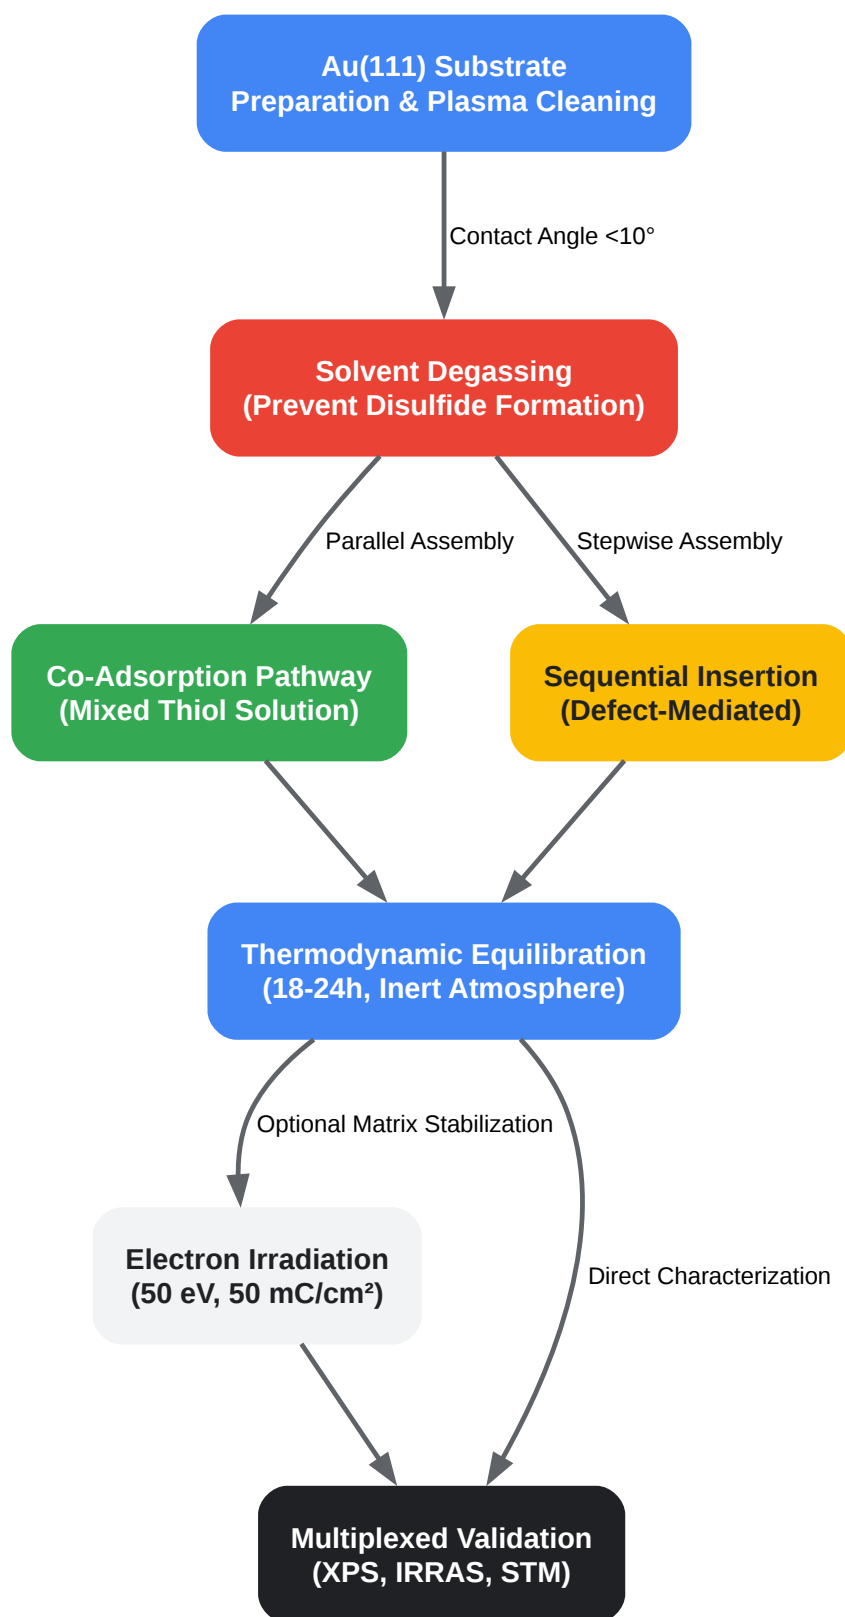 Au(111) Substrate
Preparation & Plasma Cleaning
Contact Angle <10°
Solvent Degassing
(Prevent Disulfide Formation)
Parallel Assembly
Stepwise Assembly
Co-Adsorption Pathway
(Mixed Thiol Solution)
Sequential Insertion
(Defect-Mediated)
Thermodynamic Equilibration
(18-24h, Inert Atmosphere)
Optional Matrix Stabilization
Electron Irradiation
(50 eV, 50 mC/cm²)
Direct Characterization
Multiplexed Validation
(XPS, IRRAS, STM)